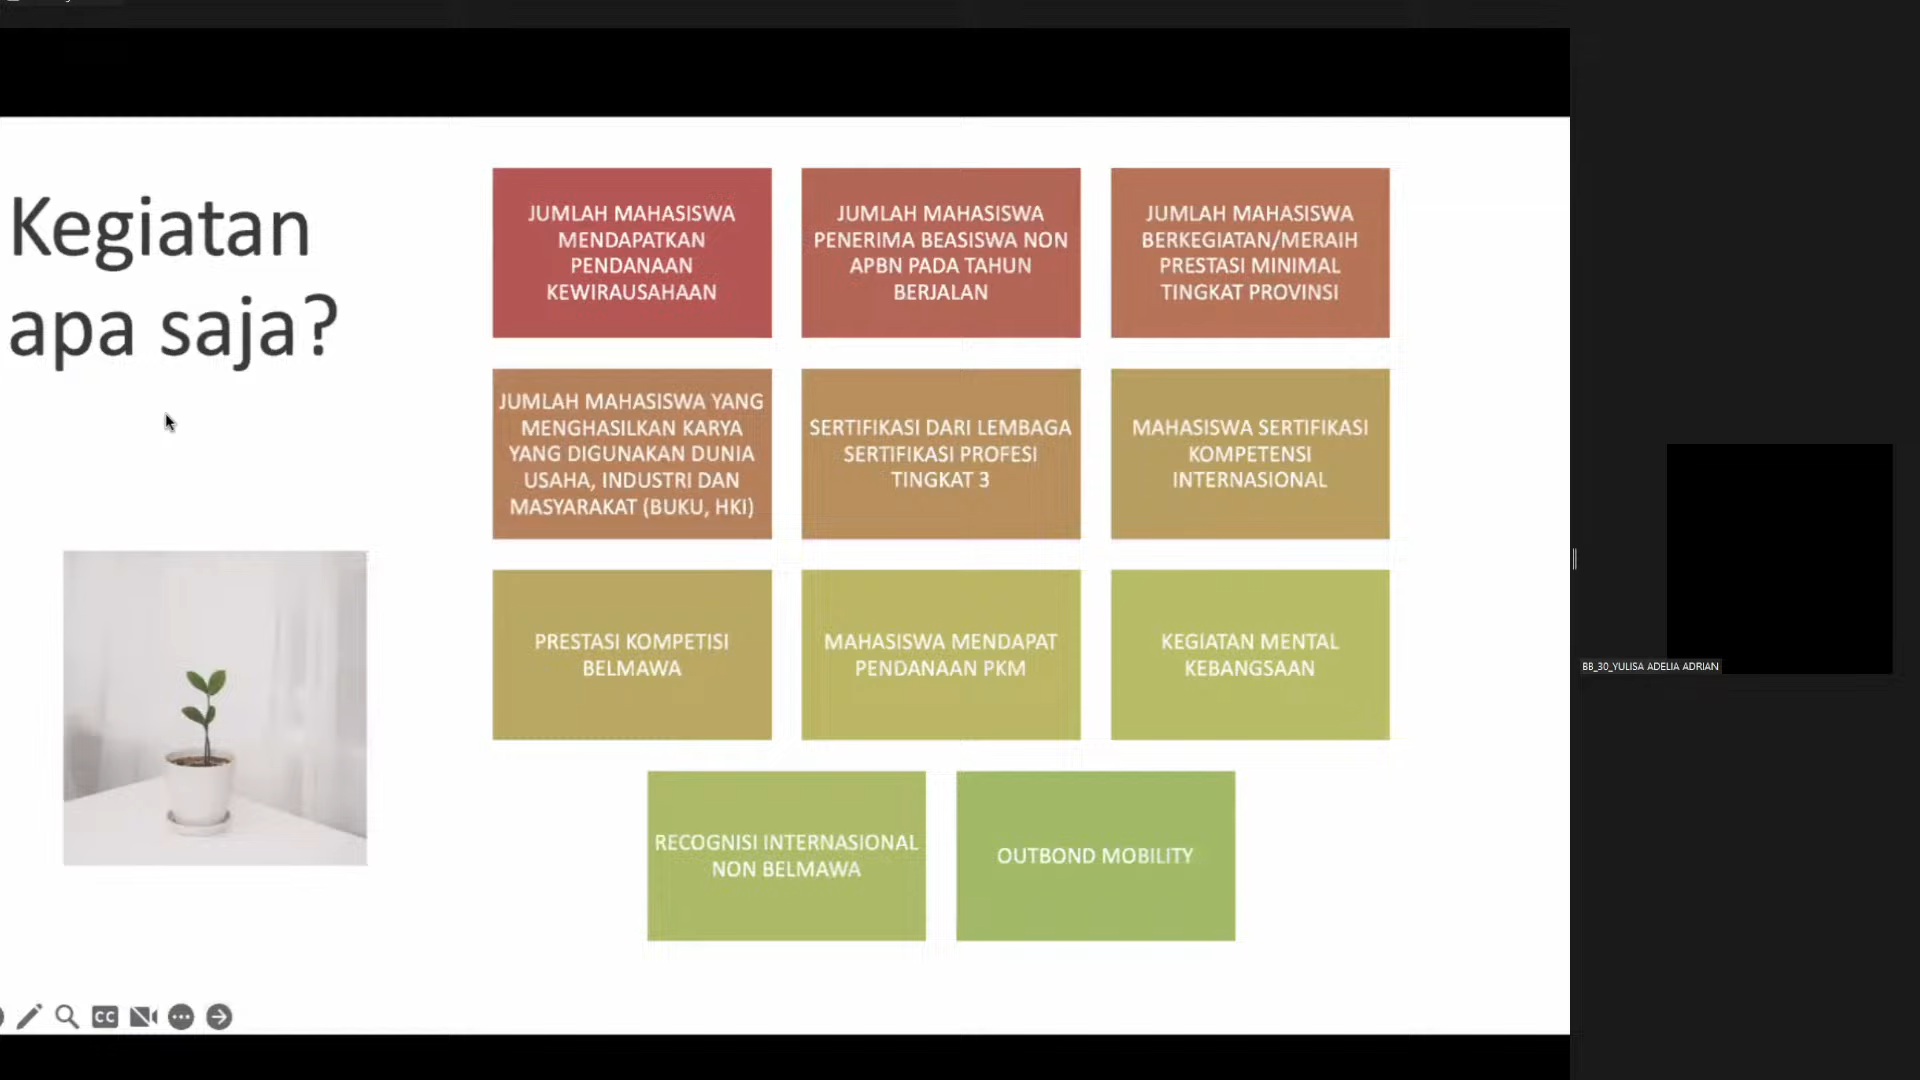 Kegiatan
apa saja?
JUMLAH MAHASISWA
MENDAPATKAN
PENDANAAN
KEWIRAUSAHAAN
JUMLAH MAHASISWA
PENERIMA BEASISWA NON
APBN PADA TAHUN
BERJALAN
JUMLAH MAHASISWA
BERKEGIATAN/MERAIH
PRESTASI MINIMAL
TINGKAT PROVINSI
JUMLAH MAHASISWA YANG
MENGHASILKAN KARYA
YANG DIGUNAKAN DUNIA
USAHA, INDUSTRI DAN
MASYARAKAT (BUKU, HKI)
SERTIFIKASI DARI LEMBAGA
SERTIFIKASI PROFESI
TINGKAT 3
MAHASISWA SERTIFIKASI
KOMPETENSI
INTERNASIONAL
PRESTASI KOMPETISI
BELMAWA
MAHASISWA MENDAPAT
PENDANAAN PKM
KEGIATAN MENTAL
KEBANGSAAN
RECOGNISI INTERNASIONAL
NON BELMAWA
OUTBOND MOBILITY
CC
BB_30_YULISA ADELIA ADRIAN